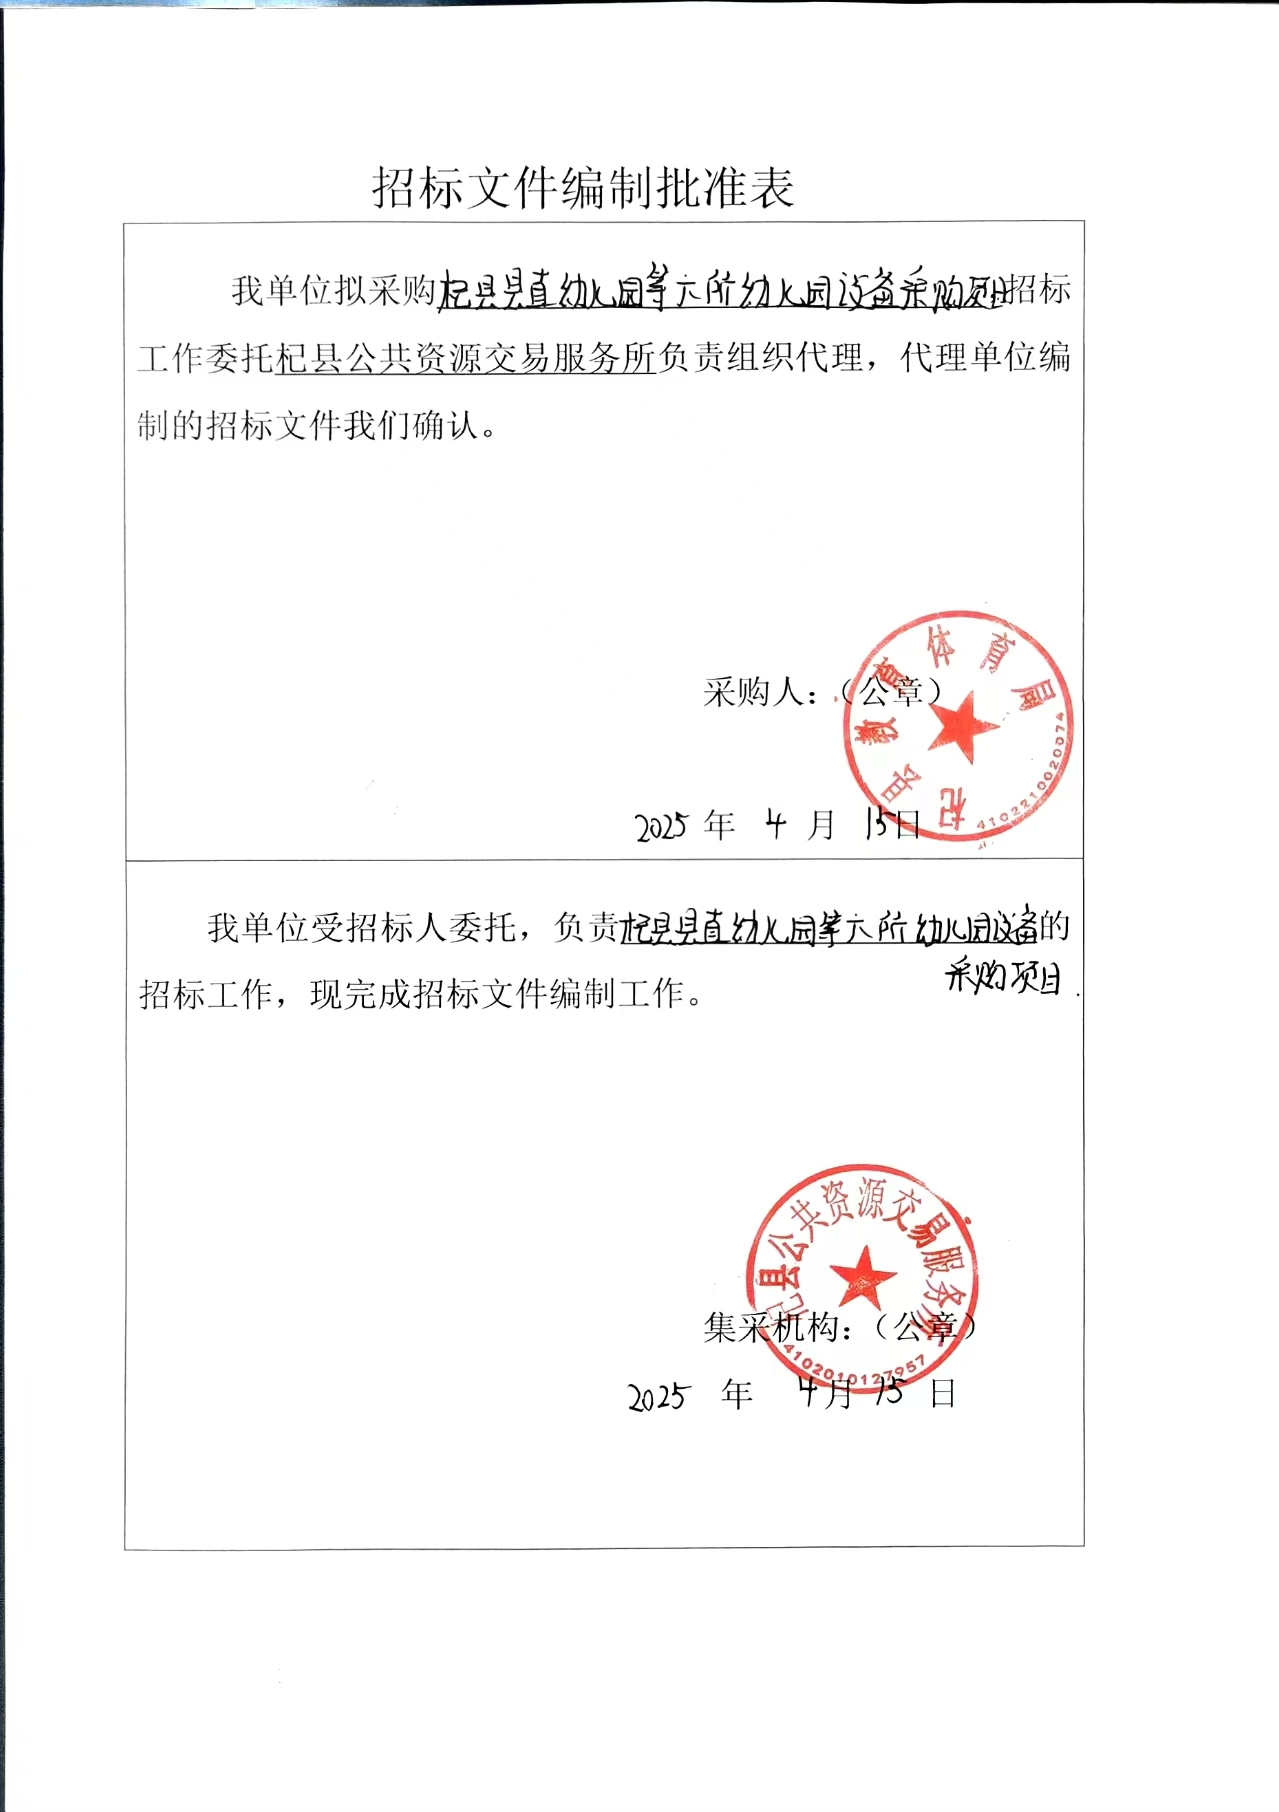 招标文件编制批准表
我单位拟采购杞县县直幼儿园等六所幼儿园设备采购项目招标
工作委托杞县公共资源交易服务所负责组织代理，代理单位编
制的招标文件我们确认。
采购人：（公章）
杞县教育体育局
4102210020074
2025 年 4 月 15日
我单位受招标人委托，负责杞县县直幼儿园等六所幼儿园设备的
采购项目
招标工作，现完成招标文件编制工作。
杞县公共资源交易服务所
集采机构：（公章）
4102010127957
2025 年 4月 15 日